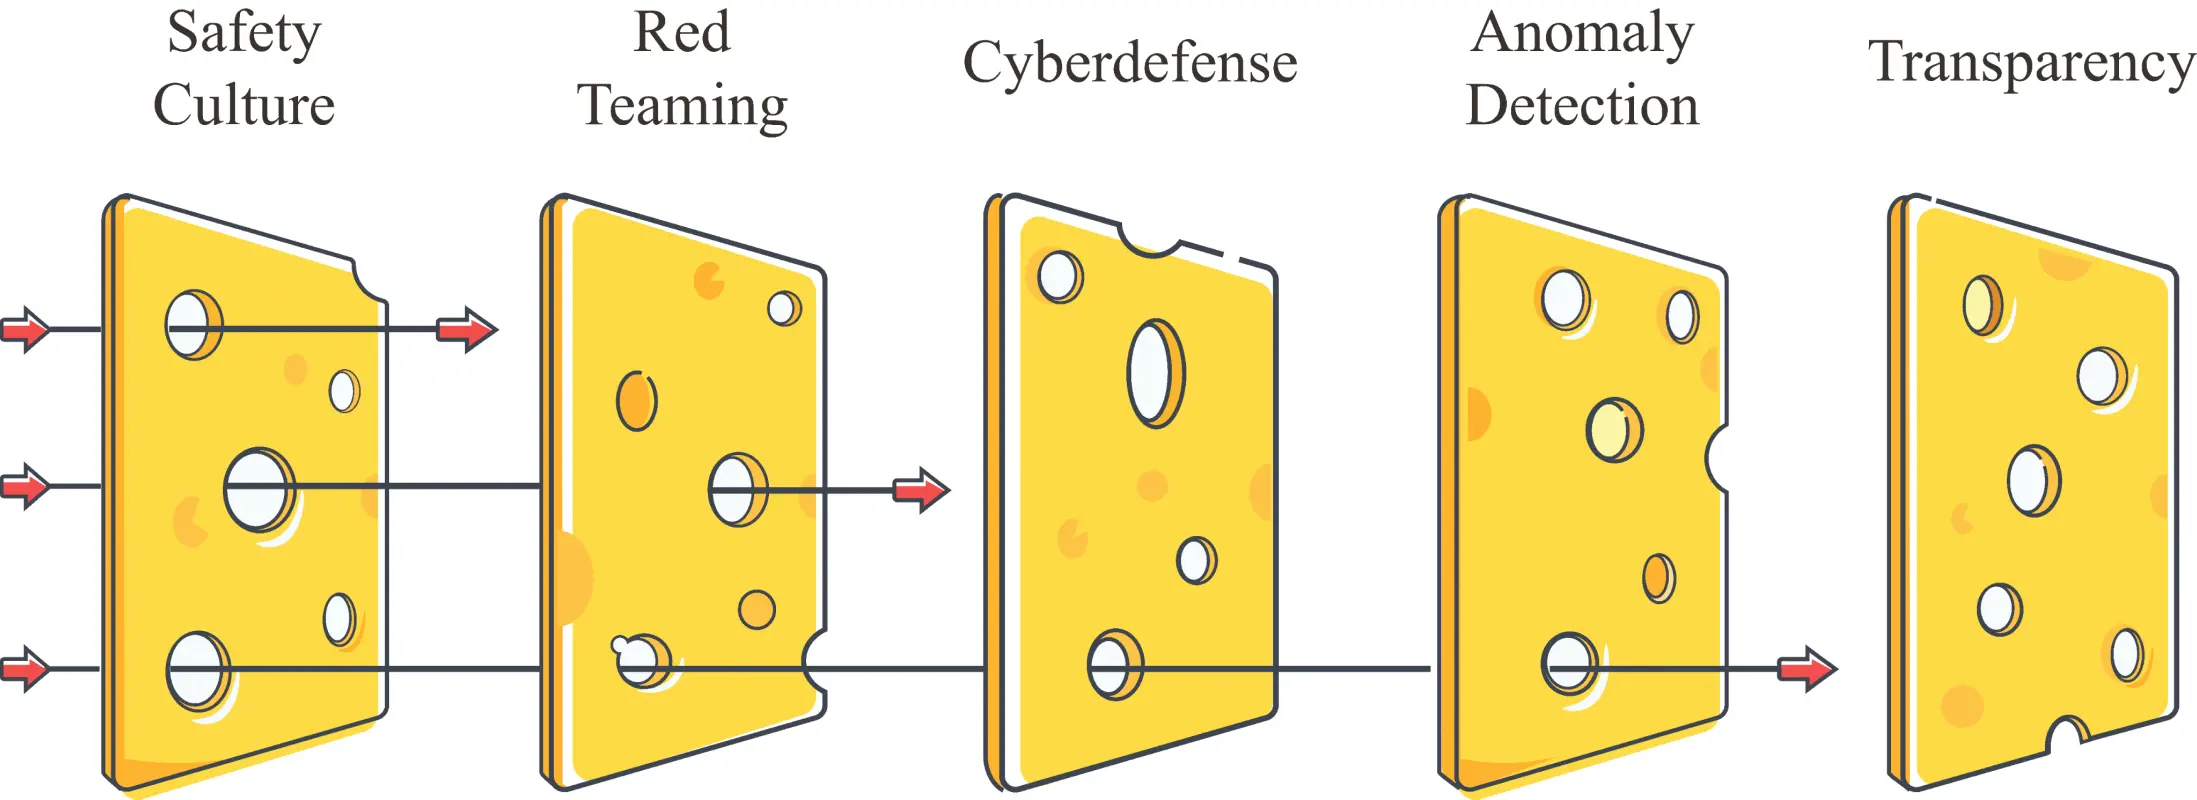 Safety
Culture
Red
Teaming
Cyberdefense
Anomaly
Detection
Transparency